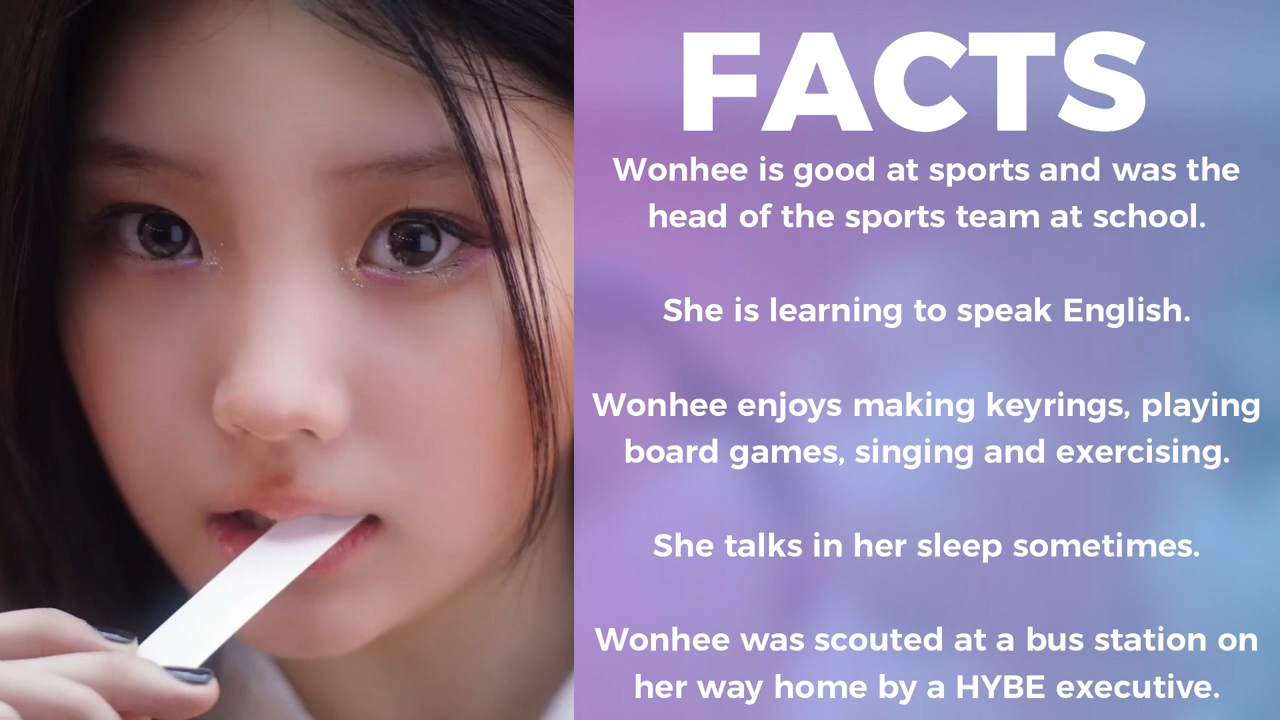 FACTS
Wonhee is good at sports and was the
head of the sports team at school.
She is learning to speak English.
Wonhee enjoys making keyrings, playing
board games, singing and exercising.
She talks in her sleep sometimes.
Wonhee was scouted at a bus station on
her way home by a HYBE executive.